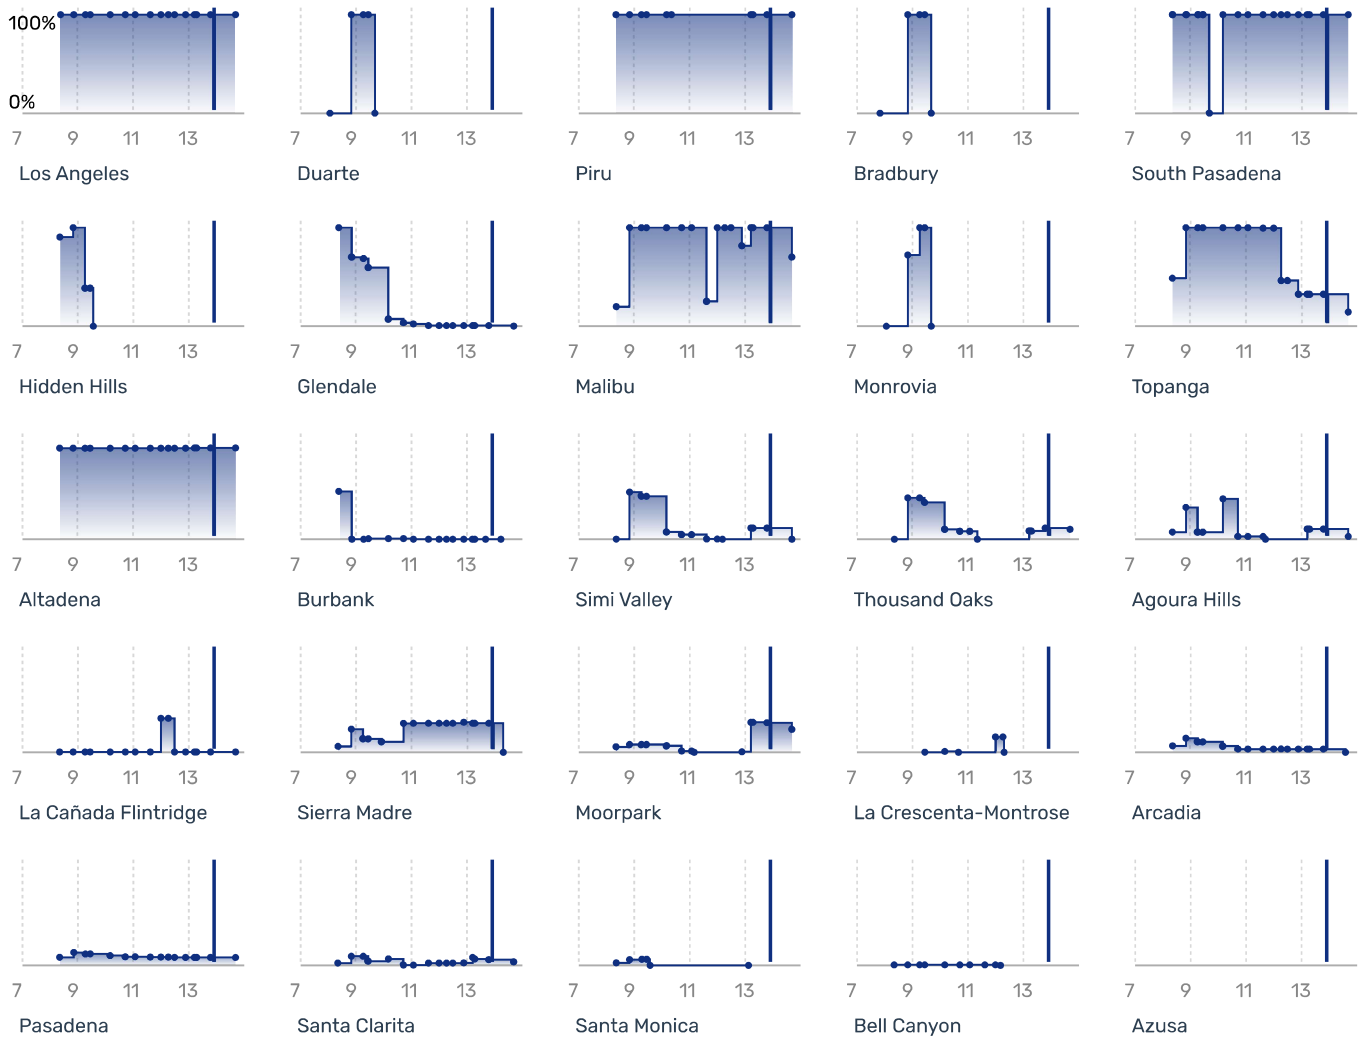 100%
0%
7 9 11 13 7 9 11 13 7 9 11 13 7 9 11 13 7 9 11 13
Los Angeles Duarte Piru Bradbury South Pasadena
7 9 11 13 7 9 11 13 7 9 11 13 7 9 11 13 7 9 11 13
Hidden Hills Glendale Malibu Monrovia Topanga
7 9 11 13 7 9 11 13 7 9 11 13 7 9 11 13 7 9 11 13
Altadena Burbank Simi Valley Thousand Oaks Agoura Hills
7 9 11 13 7 9 11 13 7 9 11 13 7 9 11 13 7 9 11 13
La Cañada Flintridge Sierra Madre Moorpark La Crescenta-Montrose Arcadia
7 9 11 13 7 9 11 13 7 9 11 13 7 9 11 13 7 9 11 13
Pasadena Santa Clarita Santa Monica Bell Canyon Azusa